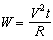 W = V²t / R